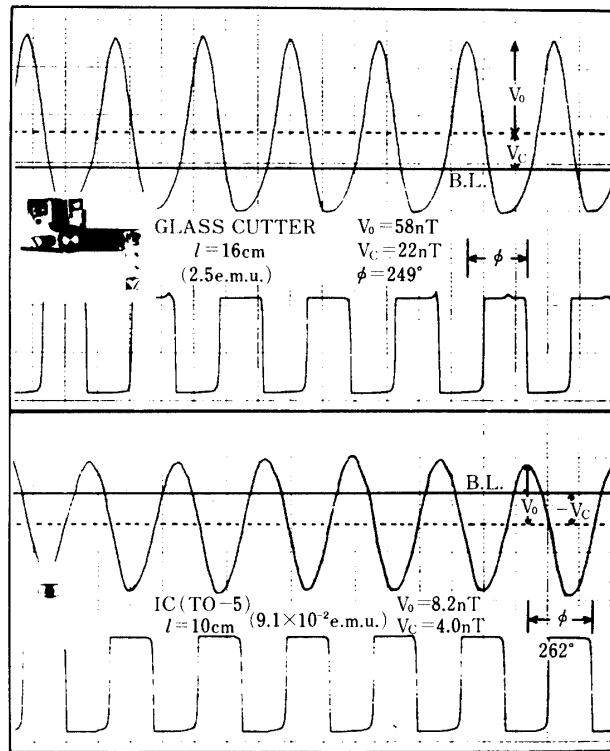 V₀
V_C
B.L.
GLASS CUTTER
l=16cm
(2.5e.m.u.)
V₀=58nT
V_C=22nT
φ=249°
φ
B.L.
V₀
-V_C
IC(TO-5)
l=10cm
(9.1×10⁻²e.m.u.)
V₀=8.2nT
V_C=4.0nT
φ
262°